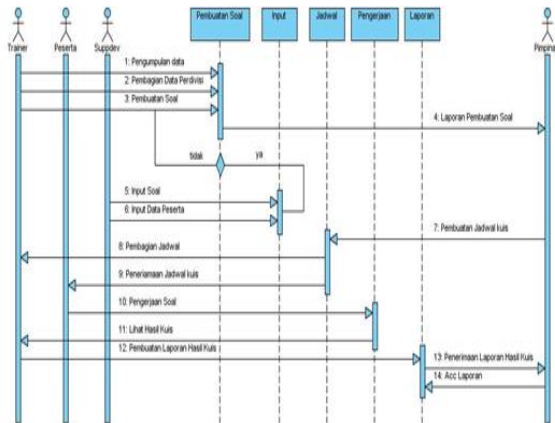 Trainer
Peserta
Suppdev
Pembuatan Soal
Input
Jadwal
Pengerjaan
Laporan
Pimpinan
1: Pengumpulan data
2: Pembagian Data Perdivisi
3: Pembuatan Soal
4: Laporan Pembuatan Soal
tidak
ya
5: Input Soal
6: Input Data Peserta
7: Pembuatan Jadwal kuis
8: Pembagian Jadwal
9: Peneriamaan Jadwal kuis
10: Pengerjaan Soal
11: Lihat Hasil Kuis
12: Pembuatan Laporan Hasil Kuis
13: Penerimaan Laporan Hasil Kuis
14: Acc Laporan